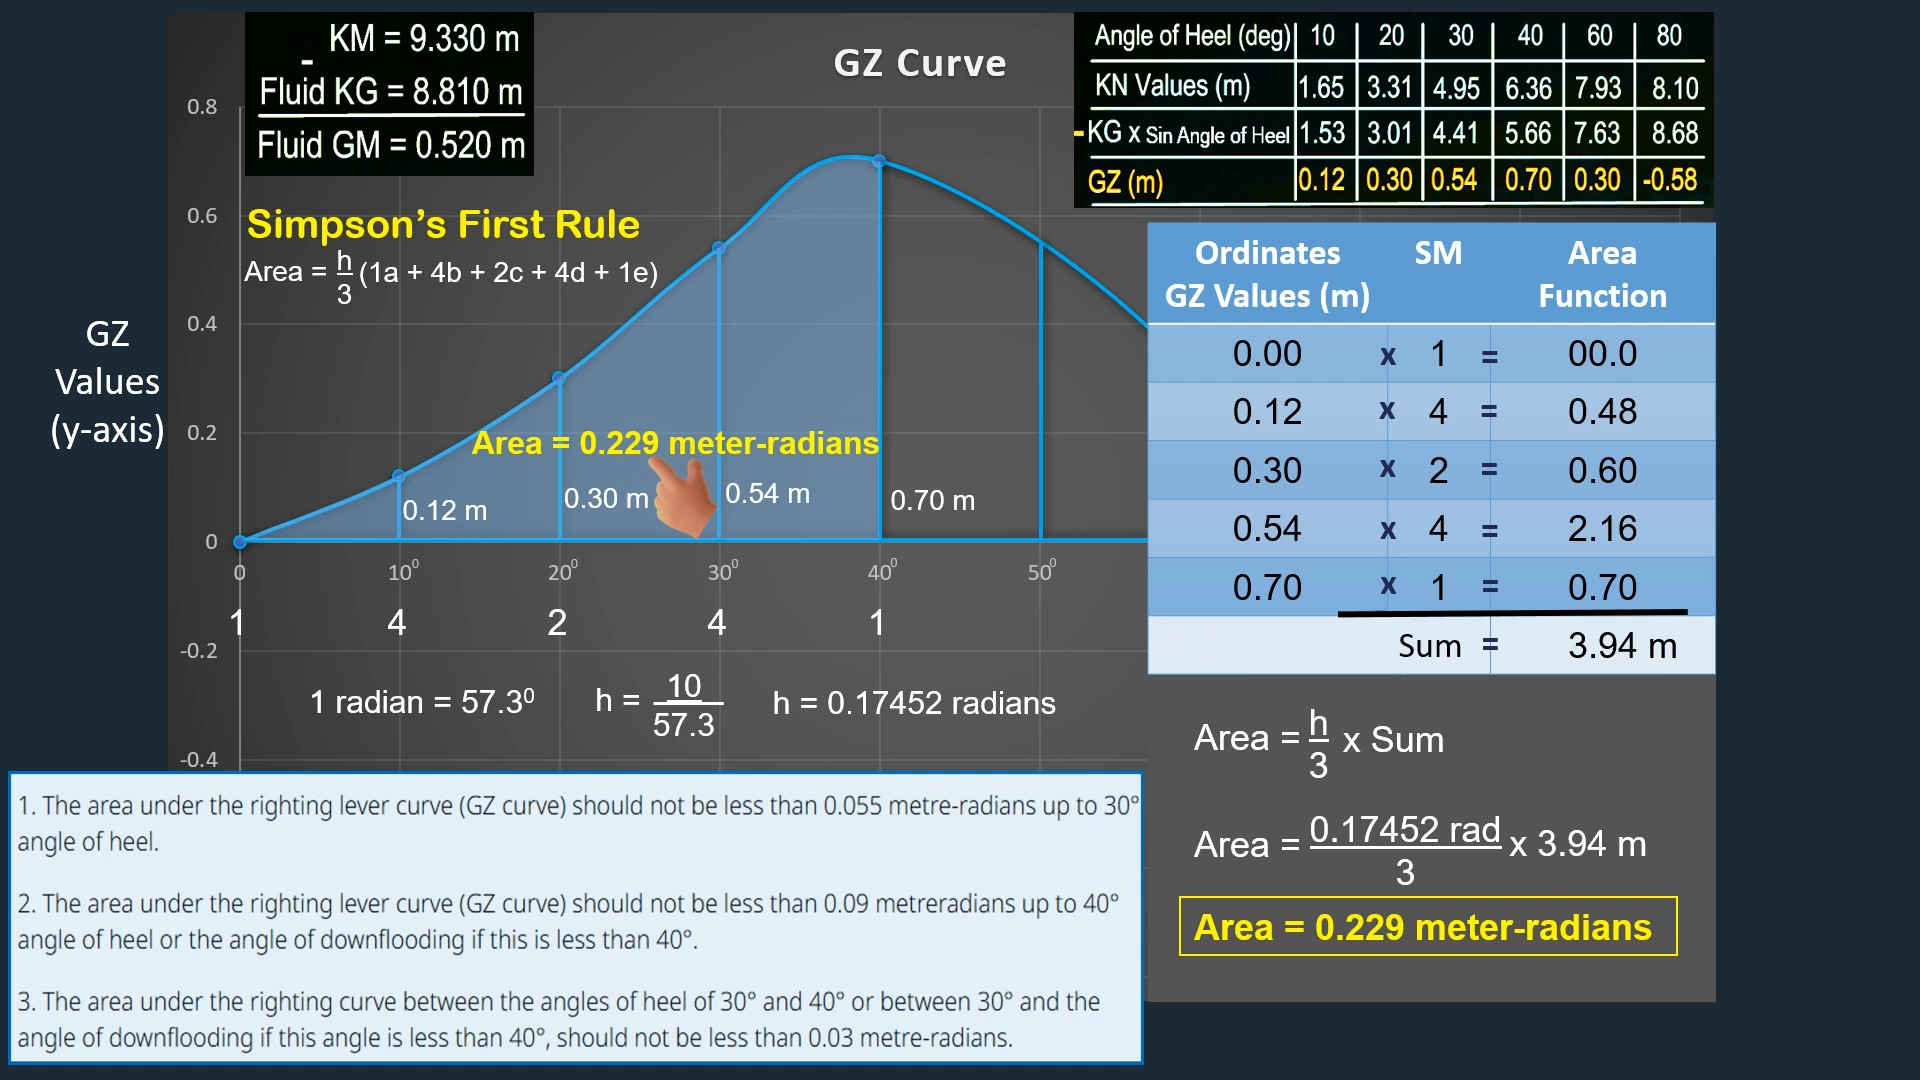 KM = 9.330 m
-
Fluid KG = 8.810 m
Fluid GM = 0.520 m
GZ Curve
Angle of Heel (deg) 10 20 30 40 60 80
KN Values (m) 1.65 3.31 4.95 6.36 7.93 8.10
-KG x Sin Angle of Heel 1.53 3.01 4.41 5.66 7.63 8.68
GZ (m) 0.12 0.30 0.54 0.70 0.30 -0.58
Simpson's First Rule
Area = h/3 (1a + 4b + 2c + 4d + 1e)
GZ
Values
(y-axis)
0.8
0.6
0.4
0.2
0
-0.2
-0.4
Area = 0.229 meter-radians
0.12 m
0.30 m
0.54 m
0.70 m
0 10⁰ 20⁰ 30⁰ 40⁰ 50⁰
1 4 2 4 1
1 radian = 57.3⁰ h = 10/57.3 h = 0.17452 radians
Ordinates SM Area
GZ Values (m) Function
0.00 x 1 = 00.0
0.12 x 4 = 0.48
0.30 x 2 = 0.60
0.54 x 4 = 2.16
0.70 x 1 = 0.70
Sum = 3.94 m
Area = h/3 x Sum
Area = 0.17452 rad/3 x 3.94 m
Area = 0.229 meter-radians
1. The area under the righting lever curve (GZ curve) should not be less than 0.055 metre-radians up to 30°
angle of heel.
2. The area under the righting lever curve (GZ curve) should not be less than 0.09 metreradians up to 40°
angle of heel or the angle of downflooding if this is less than 40°.
3. The area under the righting curve between the angles of heel of 30° and 40° or between 30° and the
angle of downflooding if this angle is less than 40°, should not be less than 0.03 metre-radians.